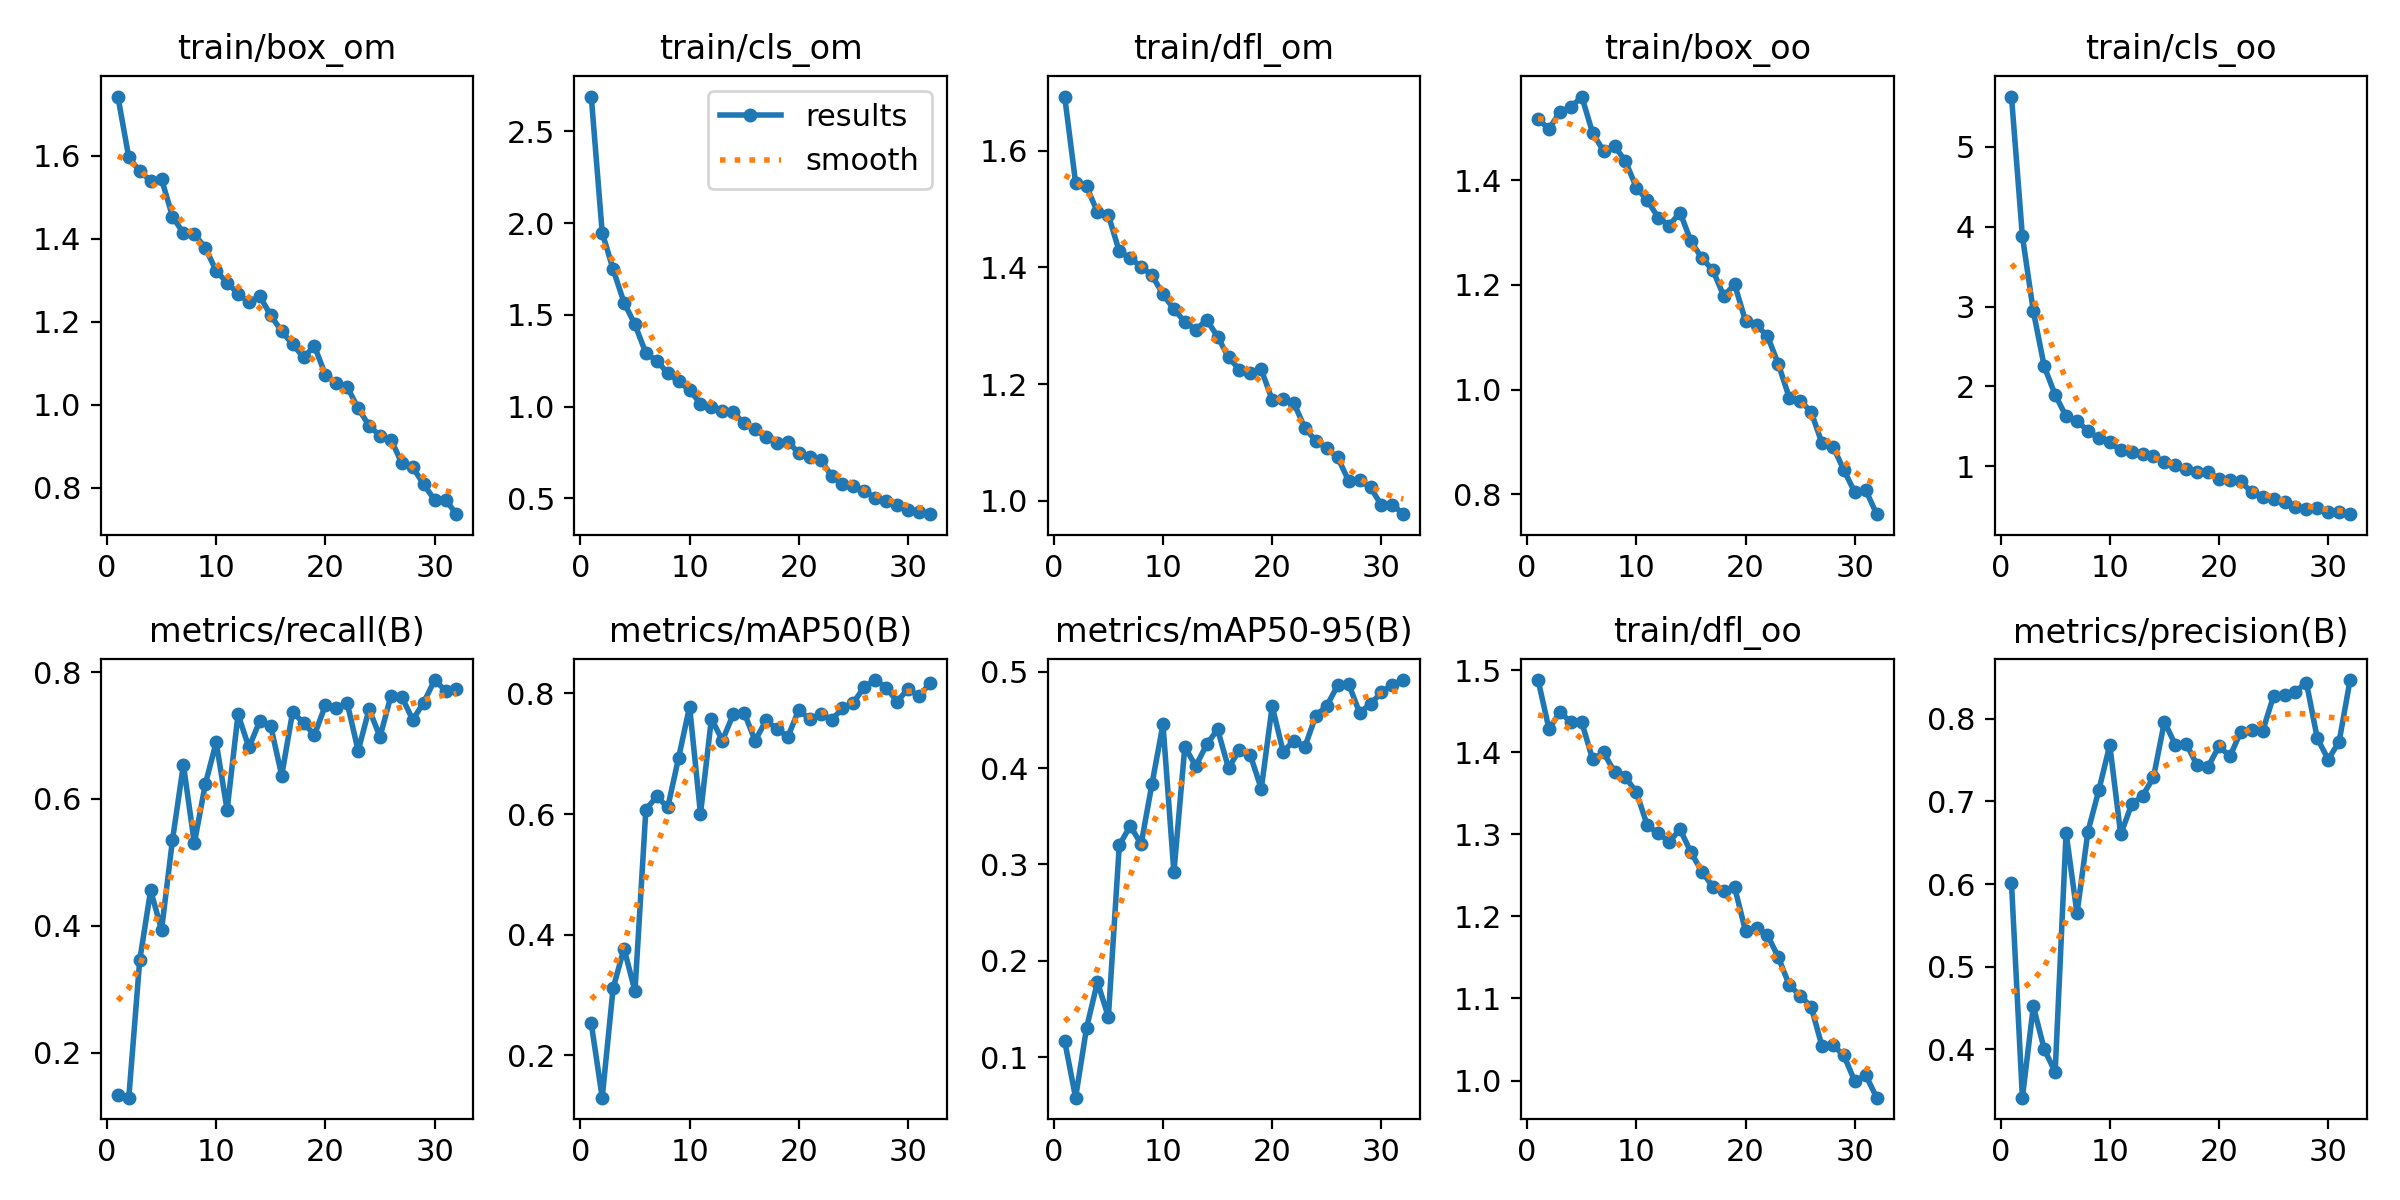 train/box_om
train/cls_om
train/dfl_om
train/box_oo
train/cls_oo
1.6
1.4
1.2
1.0
0.8
0 10 20 30
results
smooth
2.5
2.0
1.5
1.0
0.5
0 10 20 30
1.6
1.4
1.2
1.0
0 10 20 30
1.4
1.2
1.0
0.8
0 10 20 30
5
4
3
2
1
0 10 20 30
metrics/recall(B)
metrics/mAP50(B)
metrics/mAP50-95(B)
train/dfl_oo
metrics/precision(B)
0.8
0.6
0.4
0.2
0 10 20 30
0.8
0.6
0.4
0.2
0 10 20 30
0.5
0.4
0.3
0.2
0.1
0 10 20 30
1.5
1.4
1.3
1.2
1.1
1.0
0 10 20 30
0.8
0.7
0.6
0.5
0.4
0 10 20 30